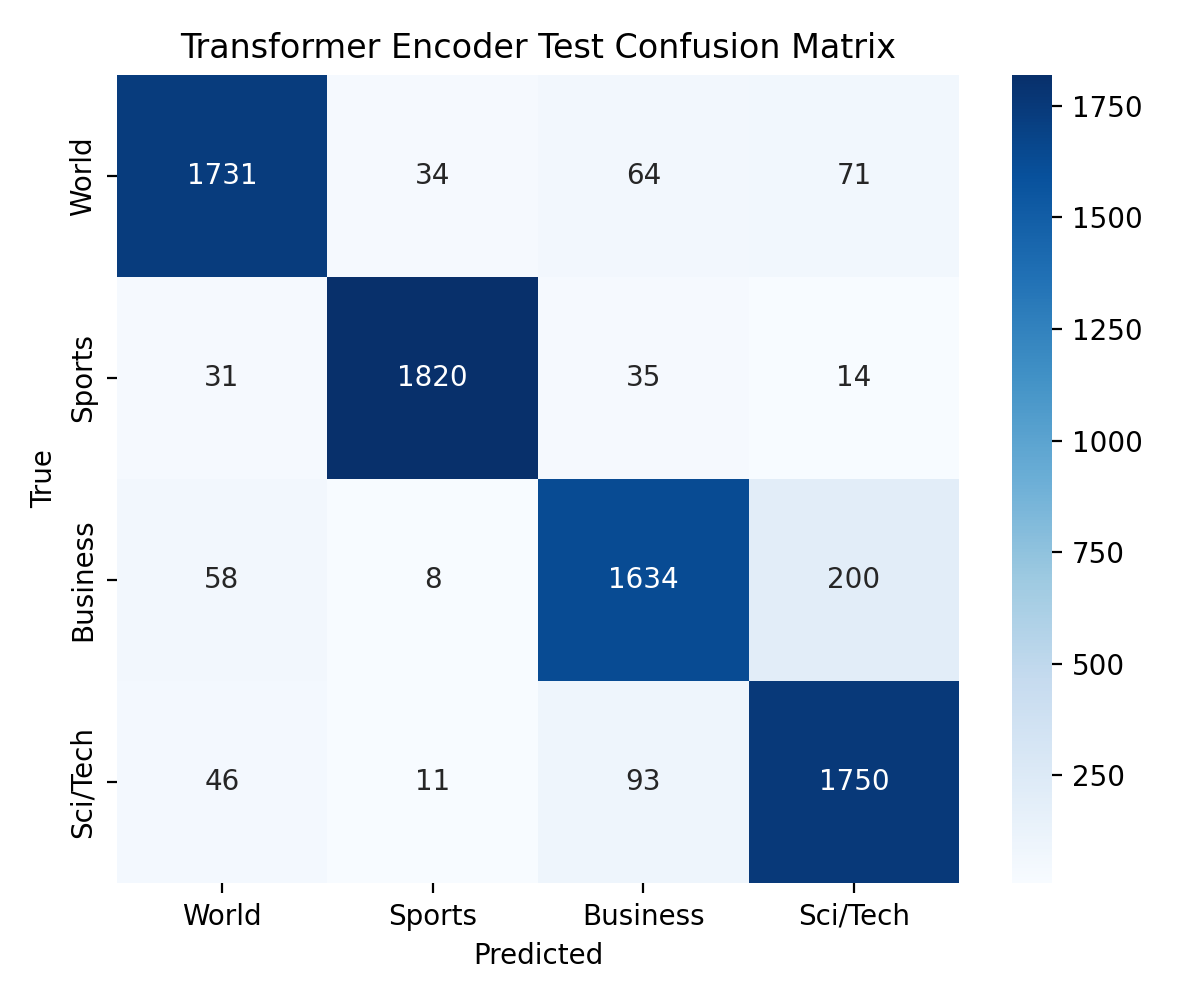 Transformer Encoder Test Confusion Matrix
True
World
1731 34 64 71
Sports
31 1820 35 14
Business
58 8 1634 200
Sci/Tech
46 11 93 1750
World Sports Business Sci/Tech
Predicted
1750
1500
1250
1000
750
500
250